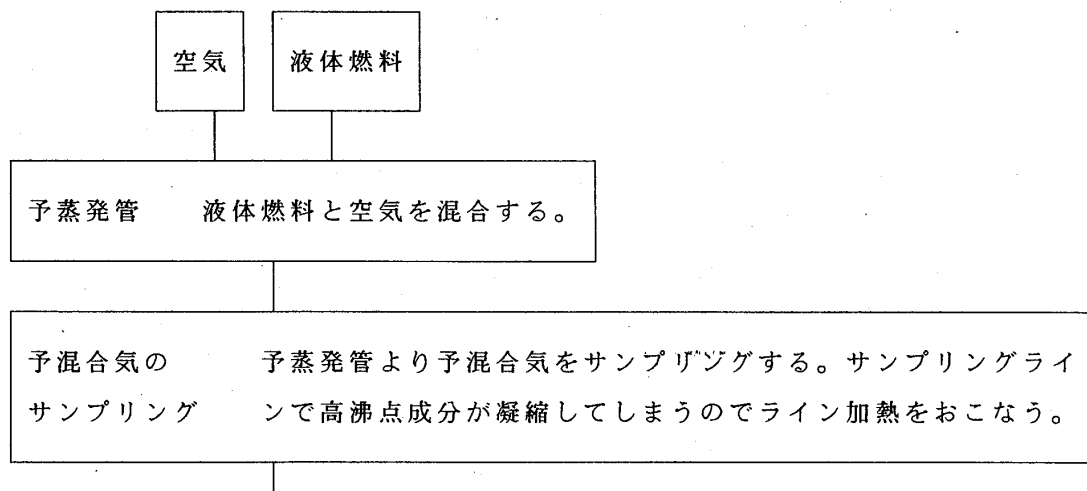 空気 液体燃料
予蒸発管 液体燃料と空気を混合する。
予混合気の 予蒸発管より予混合気をサンプリングする。サンプリングライ
サンプリング ンで高沸点成分が凝縮してしまうのでライン加熱をおこなう。